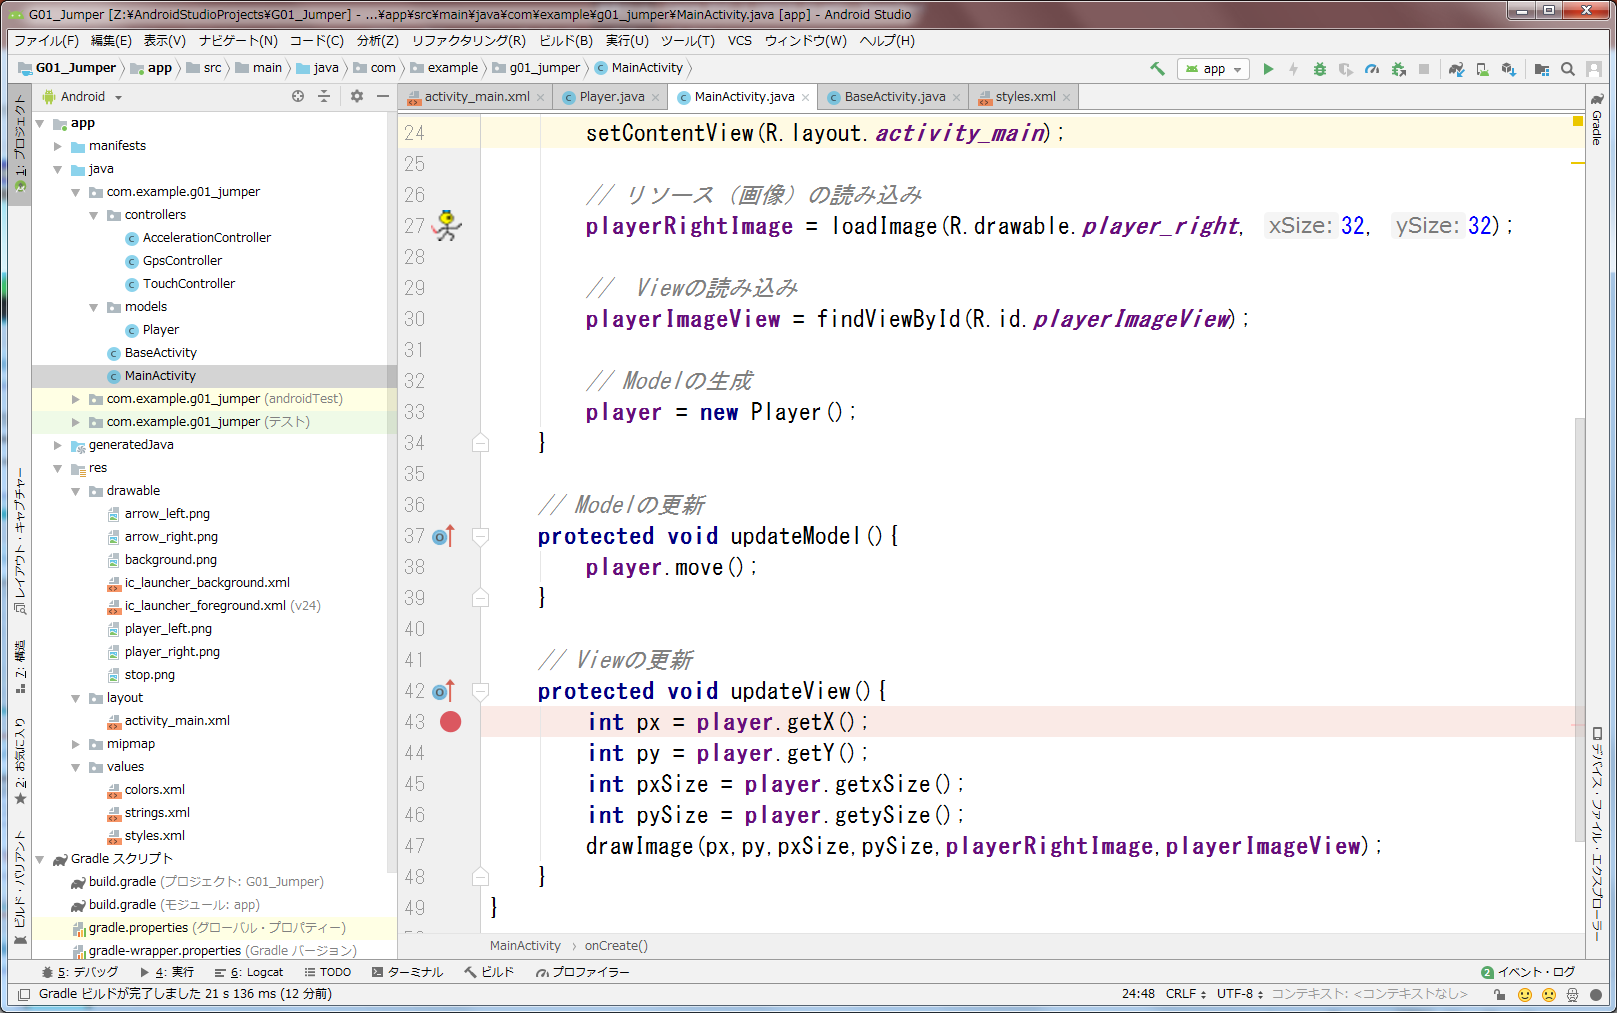 G01_Jumper [Z:¥AndroidStudioProjects¥G01_Jumper] - ...¥app¥src¥main¥java¥com¥example¥g01_jumper¥MainActivity.java [app] - Android Studio
ファイル(F) 編集(E) 表示(V) ナビゲート(N) コード(C) 分析(Z) リファクタリング(R) ビルド(B) 実行(U) ツール(T) VCS ウィンドウ(W) ヘルプ(H)
G01_Jumper app src main java com example g01_jumper MainActivity app
Android
activity_main.xml Player.java MainActivity.java BaseActivity.java styles.xml
1: プロジェクト
レイアウト・キャプチャー
Z: 構造
2: お気に入り
ビルド・バリアント
app
manifests
java
com.example.g01_jumper
controllers
AccelerationController
GpsController
TouchController
models
Player
BaseActivity
MainActivity
com.example.g01_jumper (androidTest)
com.example.g01_jumper (テスト)
generatedJava
res
drawable
arrow_left.png
arrow_right.png
background.png
ic_launcher_background.xml
ic_launcher_foreground.xml (v24)
player_left.png
player_right.png
stop.png
layout
activity_main.xml
mipmap
values
colors.xml
strings.xml
styles.xml
Gradle スクリプト
build.gradle (プロジェクト: G01_Jumper)
build.gradle (モジュール: app)
gradle.properties (グローバル・プロパティー)
gradle-wrapper.properties (Gradle バージョン)
24 setContentView(R.layout.activity_main);
25
26 // リソース（画像）の読み込み
27 playerRightImage = loadImage(R.drawable.player_right, xSize: 32, ySize: 32);
28
29 // Viewの読み込み
30 playerImageView = findViewById(R.id.playerImageView);
31
32 // Modelの生成
33 player = new Player();
34 }
35
36 // Modelの更新
37 protected void updateModel(){
38 player.move();
39 }
40
41 // Viewの更新
42 protected void updateView(){
43 int px = player.getX();
44 int py = player.getY();
45 int pxSize = player.getxSize();
46 int pySize = player.getySize();
47 drawImage(px,py,pxSize,pySize,playerRightImage,playerImageView);
48 }
49 }
MainActivity › onCreate()
Gradle
デバイス・ファイル・エクスプローラー
5: デバッグ 4: 実行 6: Logcat TODO ターミナル ビルド プロファイラー 2 イベント・ログ
Gradle ビルドが完了しました 21 s 136 ms (12 分前) 24:48 CRLF UTF-8 コンテキスト: <コンテキストなし>